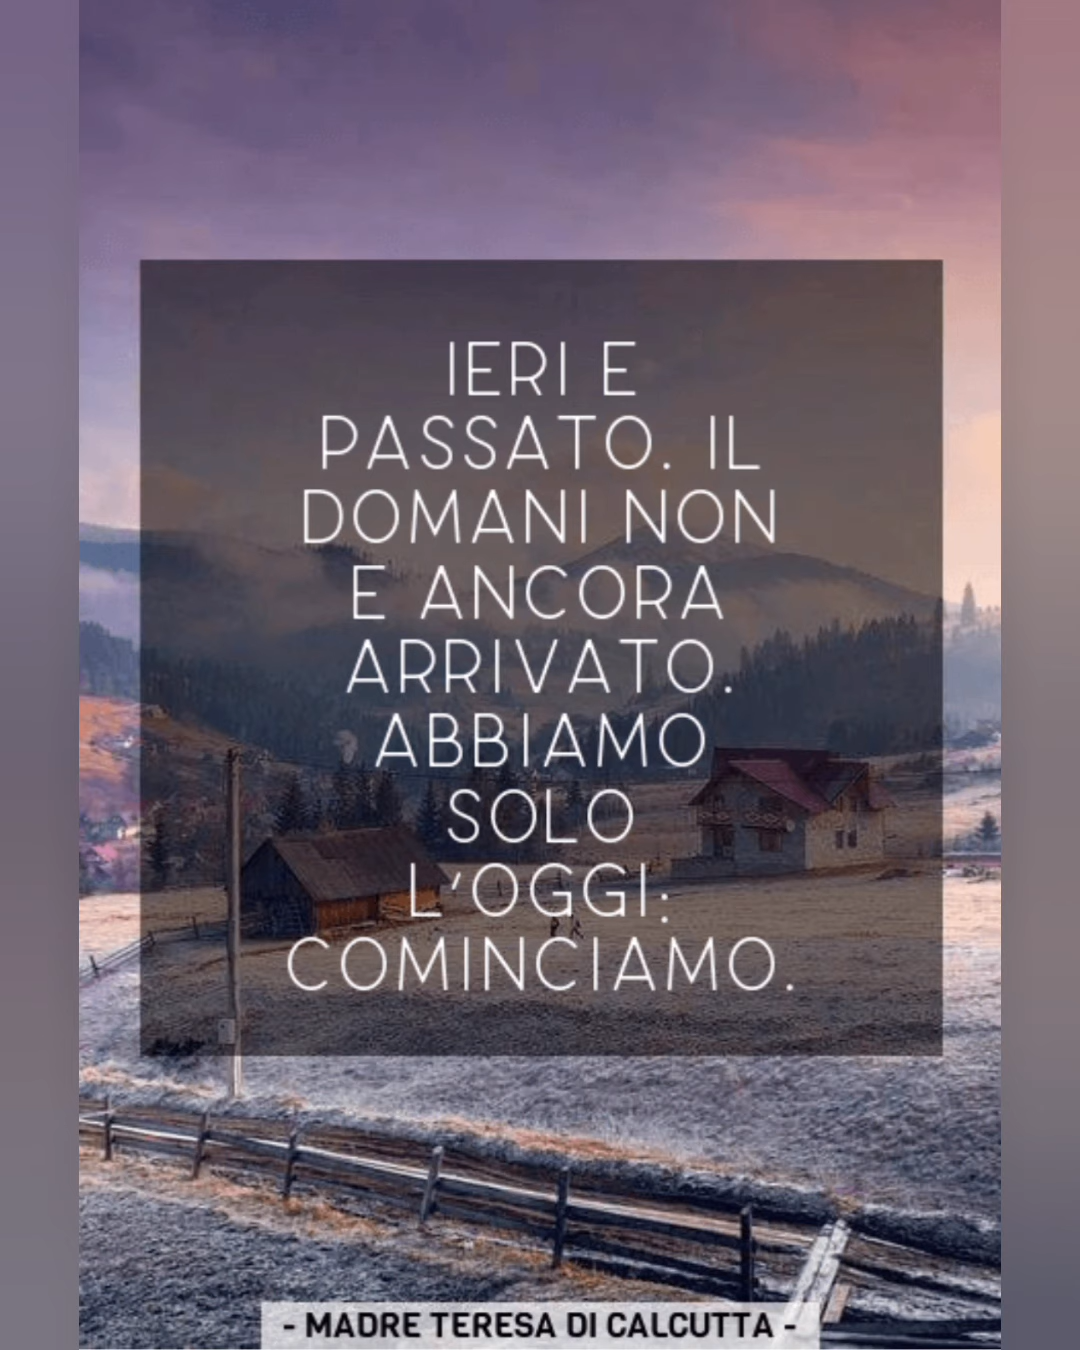 IERI E
PASSATO. IL
DOMANI NON
E ANCORA
ARRIVATO.
ABBIAMO
SOLO
L'OGGI:
COMINCIAMO.
- MADRE TERESA DI CALCUTTA -